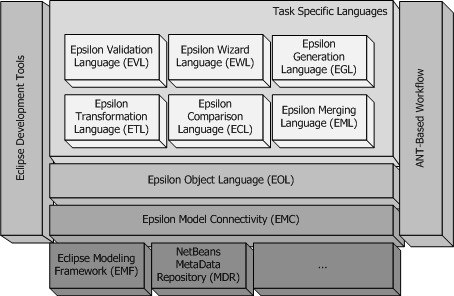 Task Specific Languages
Eclipse Development Tools
Epsilon Validation
Language (EVL)
Epsilon Wizard
Language (EWL)
Epsilon
Generation
Language (EGL)
Epsilon
Transformation
Language (ETL)
Epsilon
Comparison
Language (ECL)
Epsilon Merging
Language (EML)
ANT-Based Workflow
Epsilon Object Language (EOL)
Epsilon Model Connectivity (EMC)
Eclipse Modeling
Framework (EMF)
NetBeans
MetaData
Repository (MDR)
...